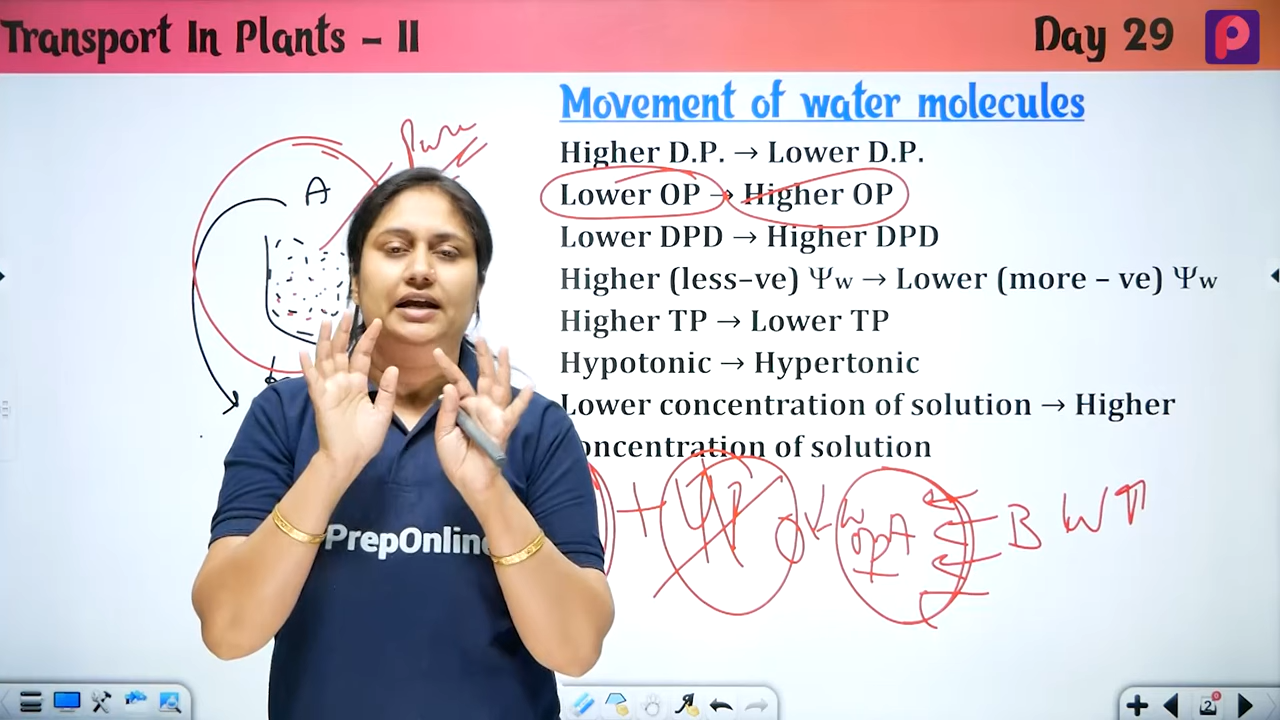 Transport In Plants - II
Day 29
Movement of water molecules
Higher D.P. → Lower D.P.
Lower OP → Higher OP
Lower DPD → Higher DPD
Higher (less–ve) Ψw → Lower (more – ve) Ψw
Higher TP → Lower TP
Hypotonic → Hypertonic
Lower concentration of solution → Higher
concentration of solution
Pure
A
B W↑
PrepOnline
2